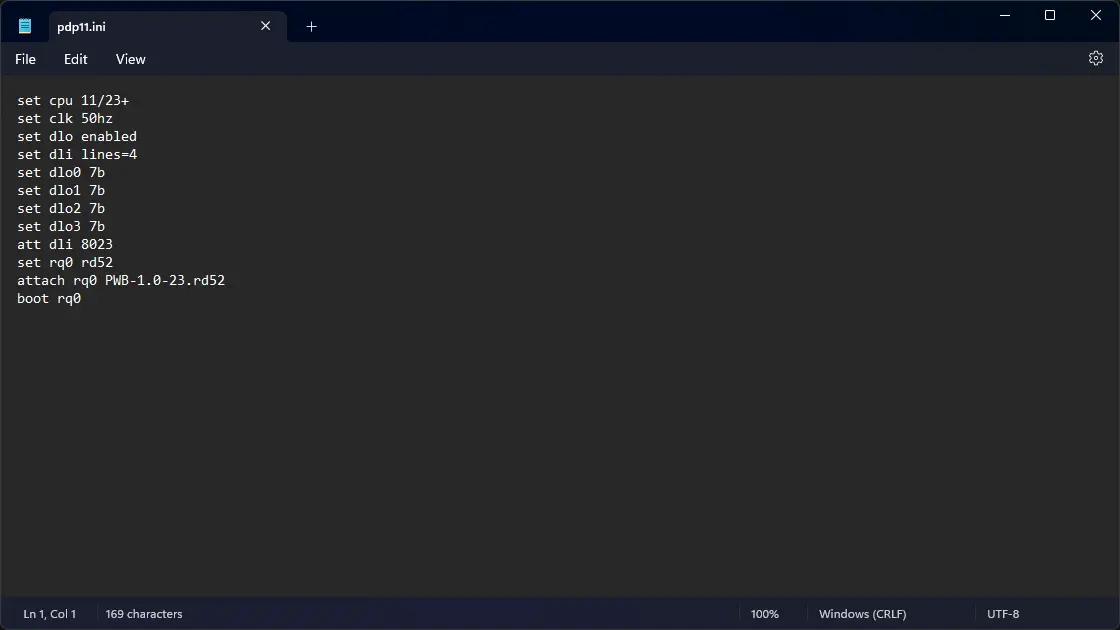 pdp11.ini
File Edit View
set cpu 11/23+
set clk 50hz
set dlo enabled
set dli lines=4
set dlo0 7b
set dlo1 7b
set dlo2 7b
set dlo3 7b
att dli 8023
set rq0 rd52
attach rq0 PWB-1.0-23.rd52
boot rq0
Ln 1, Col 1 169 characters 100% Windows (CRLF) UTF-8